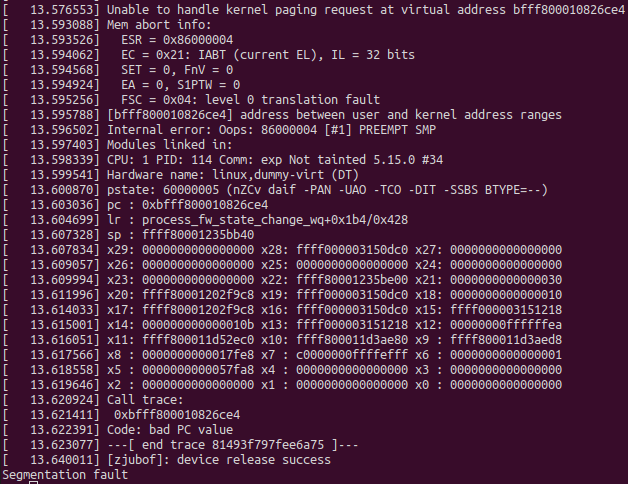 [   13.576553] Unable to handle kernel paging request at virtual address bfff800010826ce4
[   13.593088] Mem abort info:
[   13.593526]   ESR = 0x86000004
[   13.594062]   EC = 0x21: IABT (current EL), IL = 32 bits
[   13.594568]   SET = 0, FnV = 0
[   13.594924]   EA = 0, S1PTW = 0
[   13.595256]   FSC = 0x04: level 0 translation fault
[   13.595788] [bfff800010826ce4] address between user and kernel address ranges
[   13.596502] Internal error: Oops: 86000004 [#1] PREEMPT SMP
[   13.597403] Modules linked in:
[   13.598339] CPU: 1 PID: 114 Comm: exp Not tainted 5.15.0 #34
[   13.599541] Hardware name: linux,dummy-virt (DT)
[   13.600870] pstate: 60000005 (nZCv daif -PAN -UAO -TCO -DIT -SSBS BTYPE=--)
[   13.603036] pc : 0xbfff800010826ce4
[   13.604699] lr : process_fw_state_change_wq+0x1b4/0x428
[   13.607328] sp : ffff80001235bb40
[   13.607834] x29: 0000000000000000 x28: ffff000003150dc0 x27: 0000000000000000
[   13.609057] x26: 0000000000000000 x25: 0000000000000000 x24: 0000000000000000
[   13.609994] x23: 0000000000000000 x22: ffff80001235be00 x21: 0000000000000030
[   13.611996] x20: ffff80001202f9c8 x19: ffff000003150dc0 x18: 0000000000000010
[   13.614033] x17: ffff80001202f9c8 x16: ffff000003150dc0 x15: ffff000003151218
[   13.615001] x14: 000000000000010b x13: ffff000003151218 x12: 00000000ffffffea
[   13.616051] x11: ffff800011d52ec0 x10: ffff800011d3ae80 x9 : ffff800011d3aed8
[   13.617566] x8 : 0000000000017fe8 x7 : c0000000ffffefff x6 : 0000000000000001
[   13.618558] x5 : 0000000000057fa8 x4 : 0000000000000000 x3 : 0000000000000000
[   13.619646] x2 : 0000000000000000 x1 : 0000000000000000 x0 : 0000000000000000
[   13.620924] Call trace:
[   13.621411]  0xbfff800010826ce4
[   13.622391] Code: bad PC value
[   13.623077] ---[ end trace 81493f797fee6a75 ]---
[   13.640011] [zjubof]: device release success
Segmentation fault